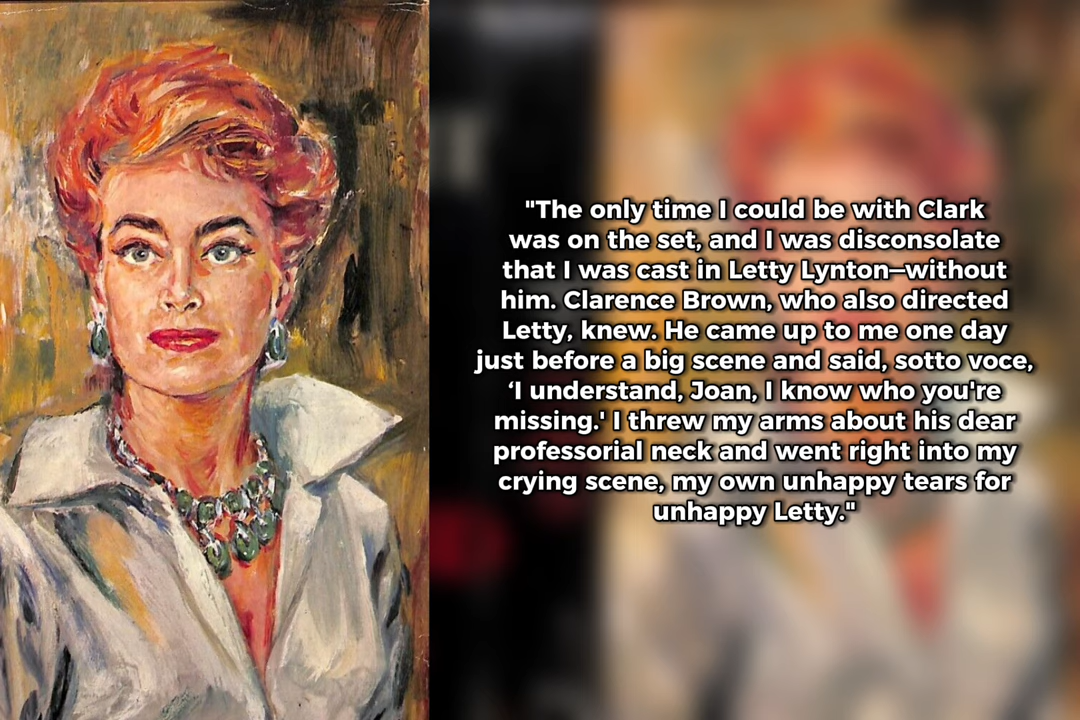 "The only time I could be with Clark
was on the set, and I was disconsolate
that I was cast in Letty Lynton—without
him. Clarence Brown, who also directed
Letty, knew. He came up to me one day
just before a big scene and said, sotto voce,
‘I understand, Joan, I know who you're
missing.' I threw my arms about his dear
professorial neck and went right into my
crying scene, my own unhappy tears for
unhappy Letty."